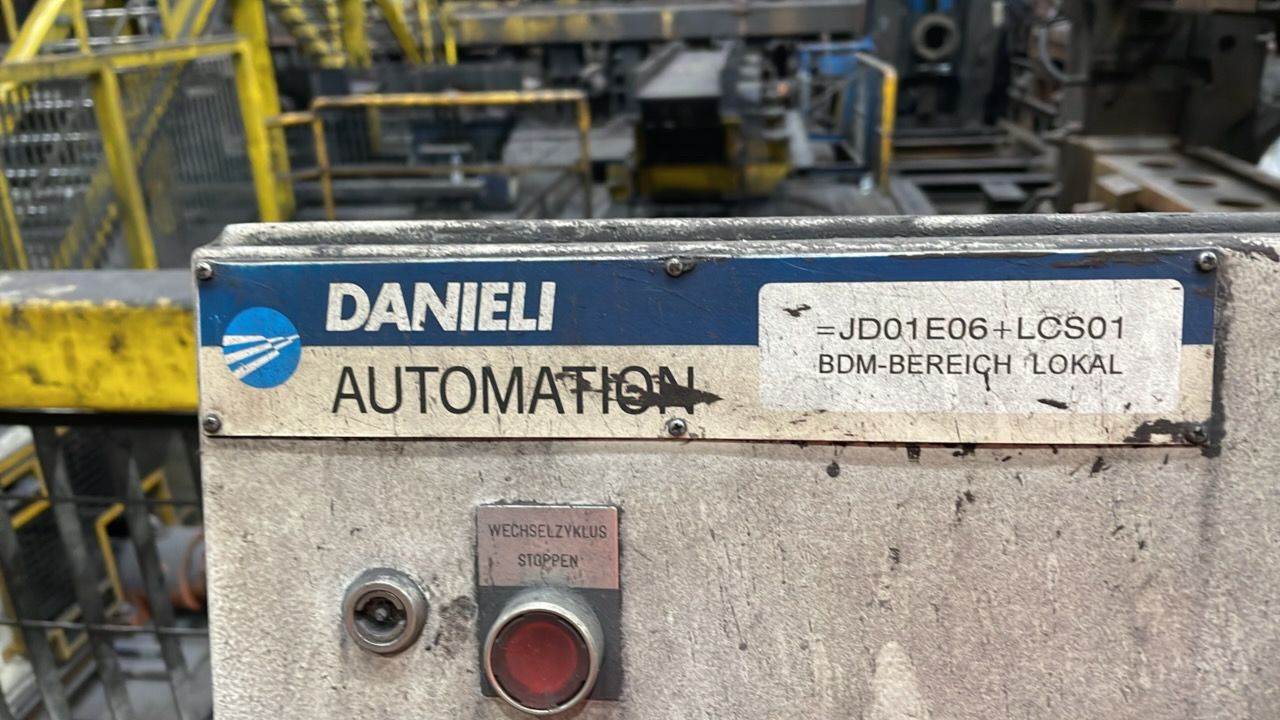 DANIELI
AUTOMATION
=JD01E06+LCS01
BDM-BEREICH LOKAL
WECHSELZYKLUS
STOPPEN